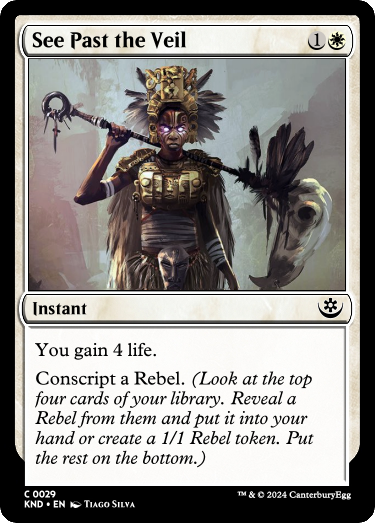 See Past the Veil 1
Instant
You gain 4 life.
Conscript a Rebel. (Look at the top
four cards of your library. Reveal a
Rebel from them and put it into your
hand or create a 1/1 Rebel token. Put
the rest on the bottom.)
C 0029
KND • EN Tiago Silva
™ & © 2024 CanterburyEgg